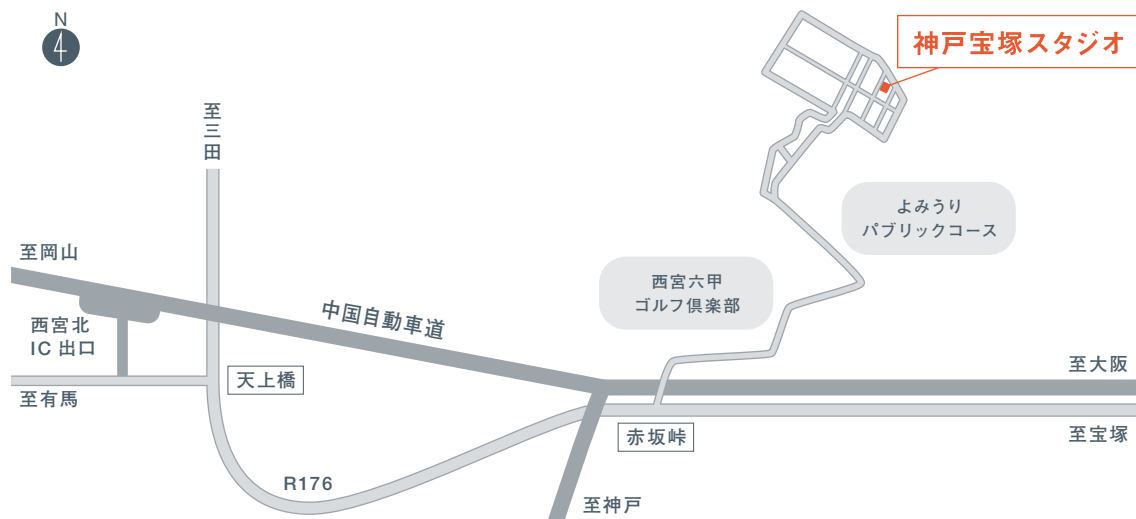 N
神戸宝塚スタジオ
至三田
よみうり
パブリックコース
至岡山
西宮六甲
ゴルフ倶楽部
中国自動車道
西宮北
IC 出口
至大阪
天上橋
至有馬
赤坂峠
至宝塚
R176
至神戸